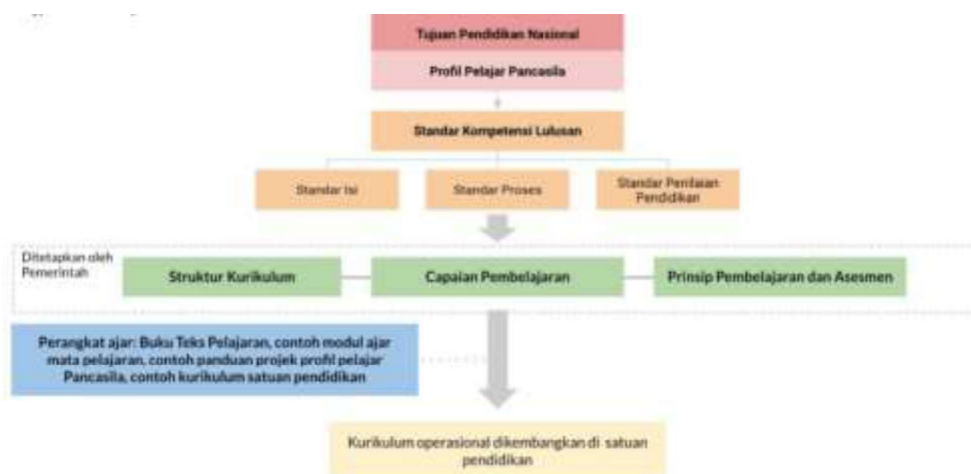 Tujuan Pendidikan Nasional
Profil Pelajar Pancasila
Standar Kompetensi Lulusan
Standar Isi
Standar Proses
Standar Penilaian
Pendidikan
Ditetapkan oleh
Pemerintah
Struktur Kurikulum
Capaian Pembelajaran
Prinsip Pembelajaran dan Asesmen
Perangkat ajar: Buku Teks Pelajaran, contoh modul ajar
mata pelajaran, contoh panduan projek profil pelajar
Pancasila, contoh kurikulum satuan pendidikan
Kurikulum operasional dikembangkan di satuan
pendidikan